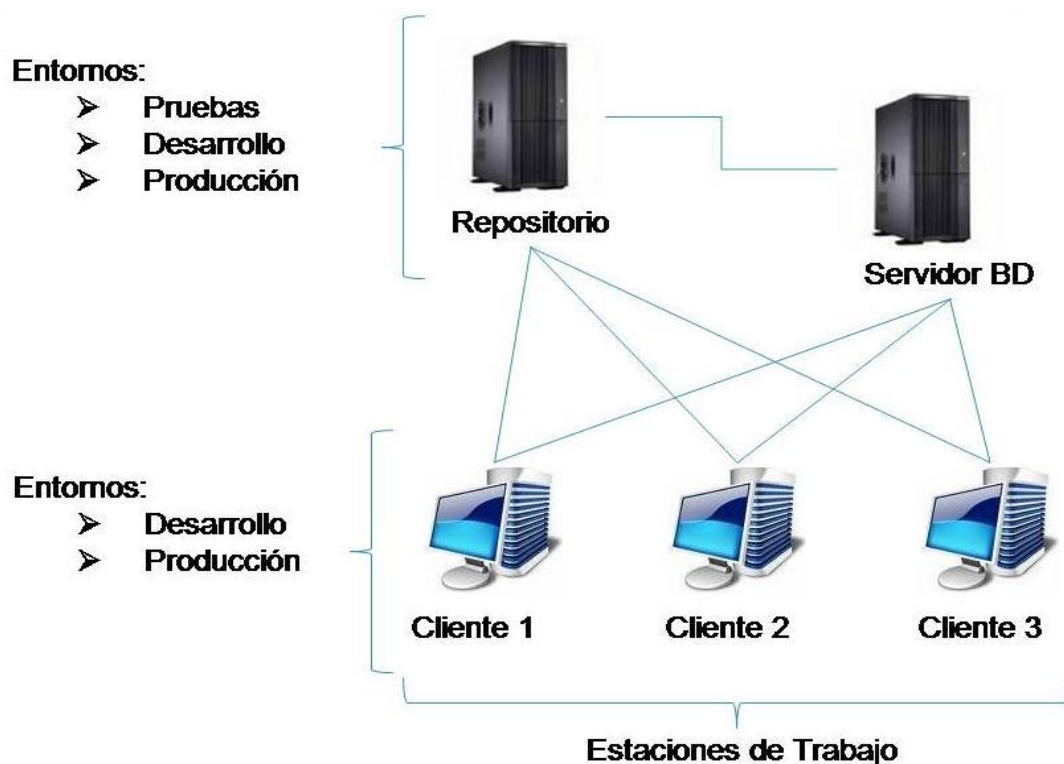 Entornos:
➢ Pruebas
➢ Desarrollo
➢ Producción
Repositorio
Servidor BD
Entornos:
➢ Desarrollo
➢ Producción
Cliente 1
Cliente 2
Cliente 3
Estaciones de Trabajo